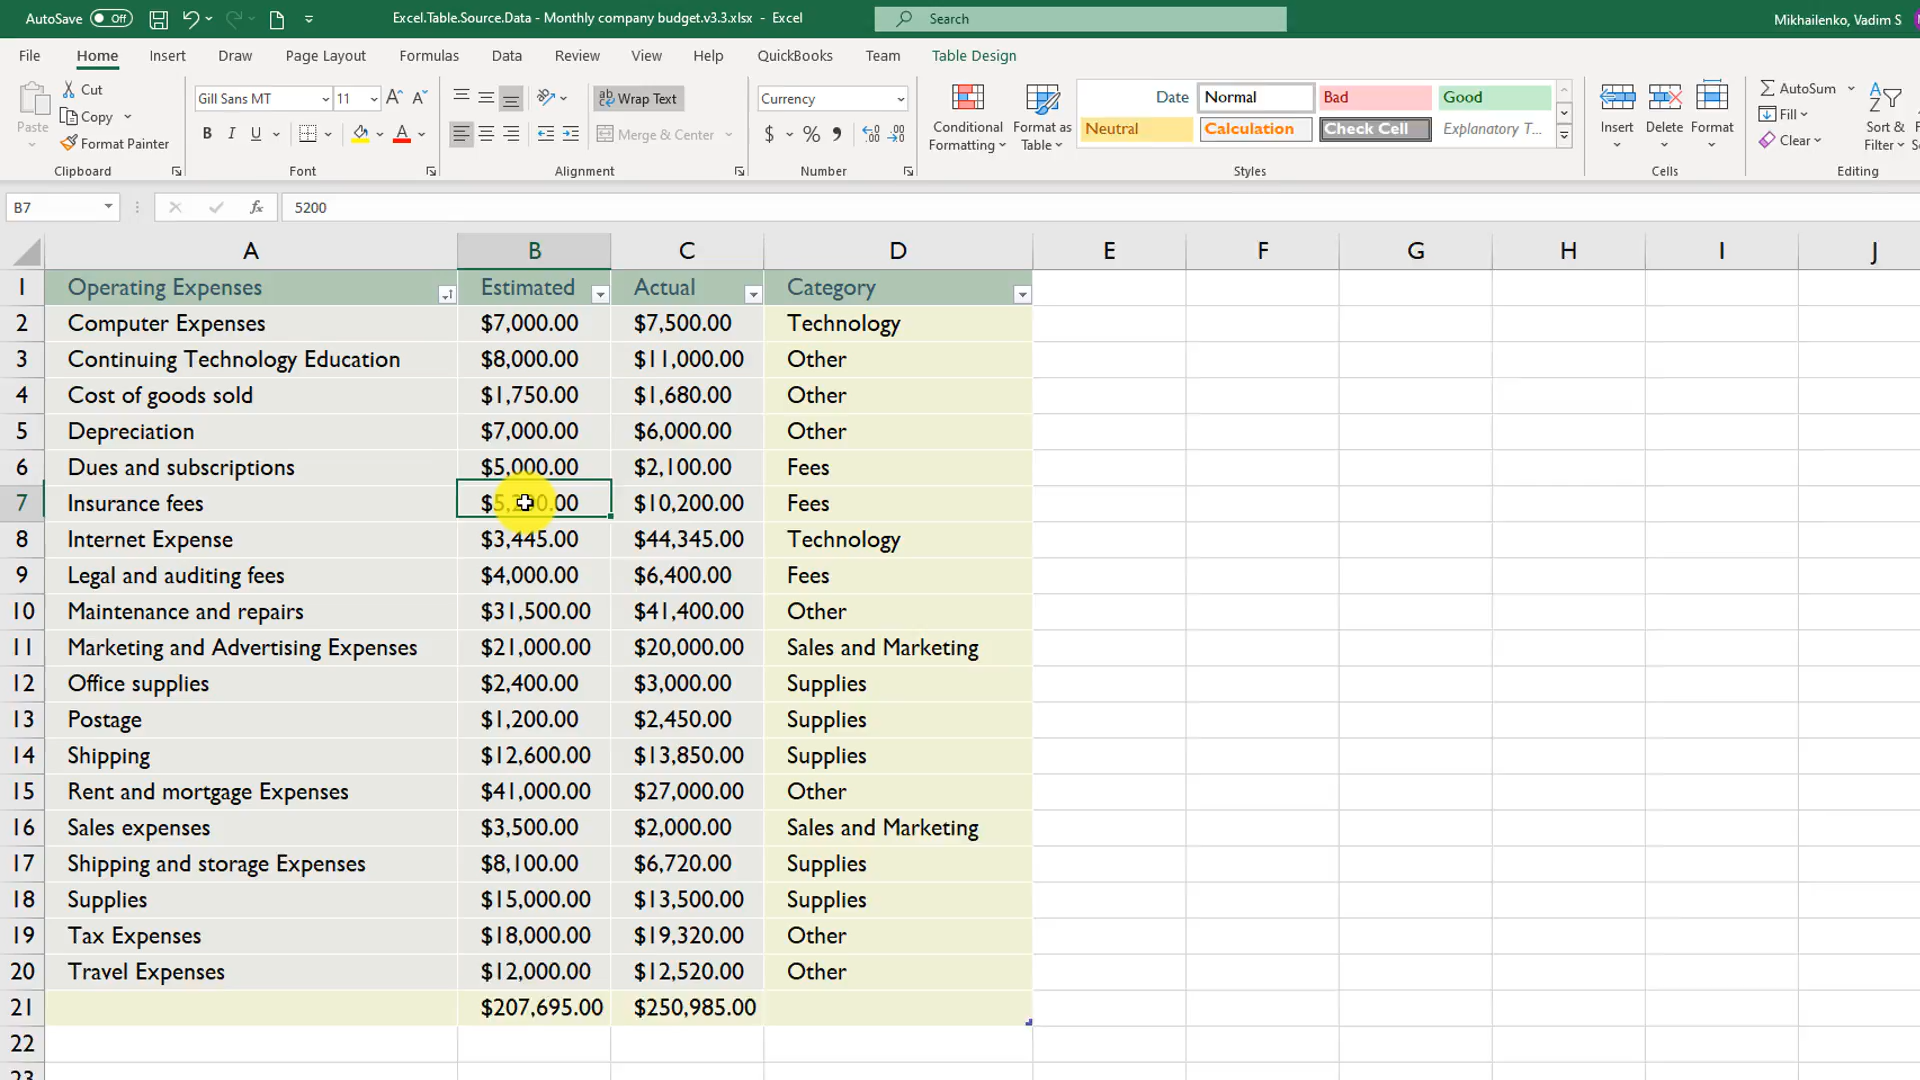 AutoSave Off Excel.Table.Source.Data - Monthly company budget.v3.3.xlsx - Excel Search Mikhailenko, Vadim S
File Home Insert Draw Page Layout Formulas Data Review View Help QuickBooks Team Table Design
Paste Cut Copy Format Painter Clipboard
Gill Sans MT 11 A A B I U A Font
ab Wrap Text Merge & Center Alignment
Currency $ % 9 Number
Conditional Formatting Format as Table Date Normal Bad Good
Neutral Calculation Check Cell Explanatory T... Styles
Insert Delete Format Cells
AutoSum Fill Clear Sort & Filter Editing
B7 fx 5200
A B C D E F G H I J
1 Operating Expenses Estimated Actual Category
2 Computer Expenses $7,000.00 $7,500.00 Technology
3 Continuing Technology Education $8,000.00 $11,000.00 Other
4 Cost of goods sold $1,750.00 $1,680.00 Other
5 Depreciation $7,000.00 $6,000.00 Other
6 Dues and subscriptions $5,000.00 $2,100.00 Fees
7 Insurance fees $5,200.00 $10,200.00 Fees
8 Internet Expense $3,445.00 $44,345.00 Technology
9 Legal and auditing fees $4,000.00 $6,400.00 Fees
10 Maintenance and repairs $31,500.00 $41,400.00 Other
11 Marketing and Advertising Expenses $21,000.00 $20,000.00 Sales and Marketing
12 Office supplies $2,400.00 $3,000.00 Supplies
13 Postage $1,200.00 $2,450.00 Supplies
14 Shipping $12,600.00 $13,850.00 Supplies
15 Rent and mortgage Expenses $41,000.00 $27,000.00 Other
16 Sales expenses $3,500.00 $2,000.00 Sales and Marketing
17 Shipping and storage Expenses $8,100.00 $6,720.00 Supplies
18 Supplies $15,000.00 $13,500.00 Supplies
19 Tax Expenses $18,000.00 $19,320.00 Other
20 Travel Expenses $12,000.00 $12,520.00 Other
21 $207,695.00 $250,985.00
22
23